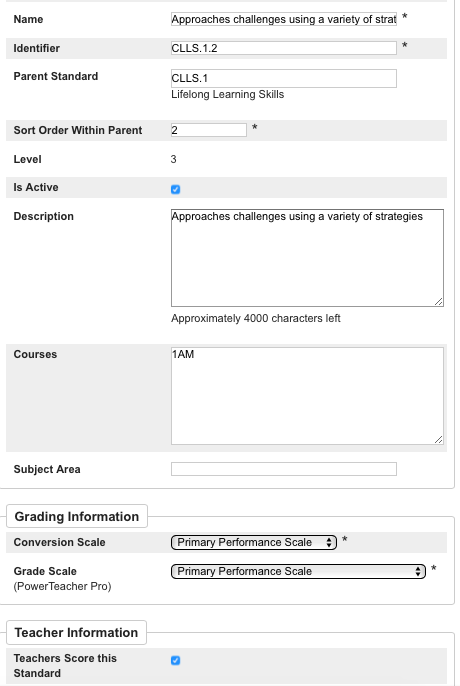 Name Approaches challenges using a variety of strat *
Identifier CLLS.1.2 *
Parent Standard CLLS.1
Lifelong Learning Skills
Sort Order Within Parent 2 *
Level 3
Is Active
Description Approaches challenges using a variety of strategies
Approximately 4000 characters left
Courses 1AM
Subject Area
Grading Information
Conversion Scale Primary Performance Scale *
Grade Scale Primary Performance Scale *
(PowerTeacher Pro)
Teacher Information
Teachers Score this
Standard